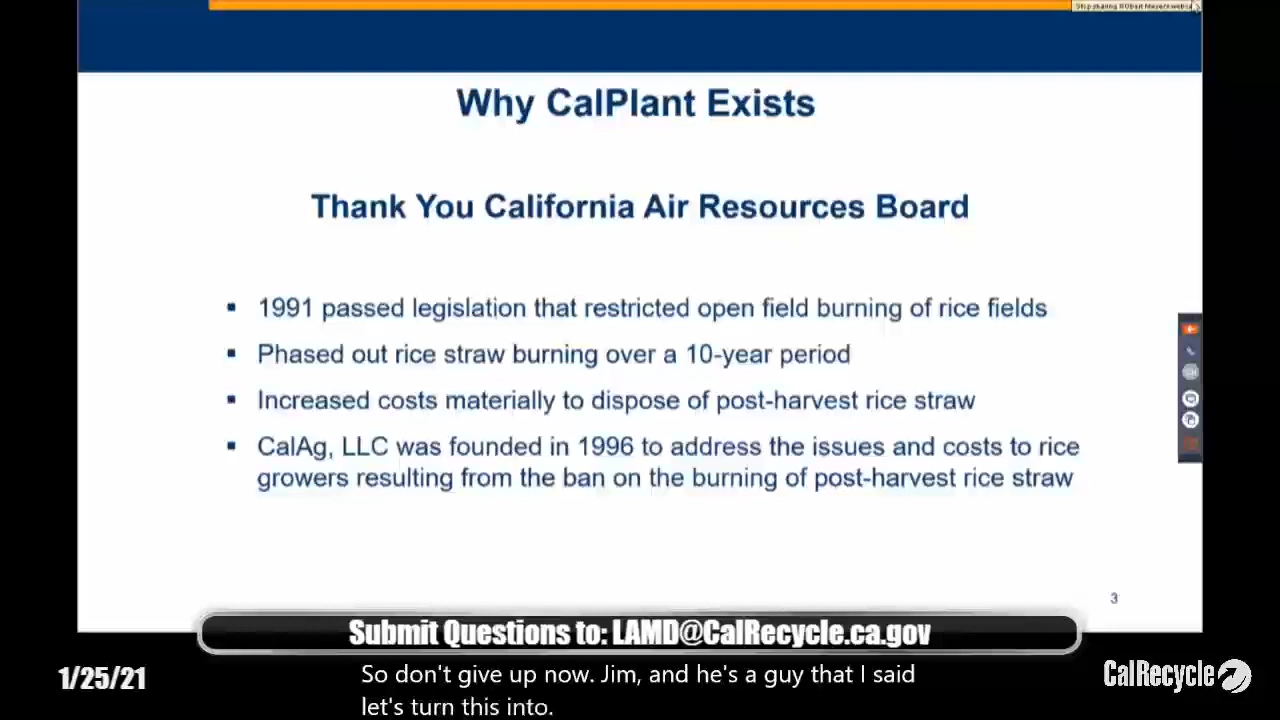 Why CalPlant Exists
Thank You California Air Resources Board
▪ 1991 passed legislation that restricted open field burning of rice fields
▪ Phased out rice straw burning over a 10-year period
▪ Increased costs materially to dispose of post-harvest rice straw
▪ CalAg, LLC was founded in 1996 to address the issues and costs to rice
growers resulting from the ban on the burning of post-harvest rice straw
3
Submit Questions to: LAMD@CalRecycle.ca.gov
1/25/21
So don't give up now. Jim, and he's a guy that I said
let's turn this into.
CalRecycle